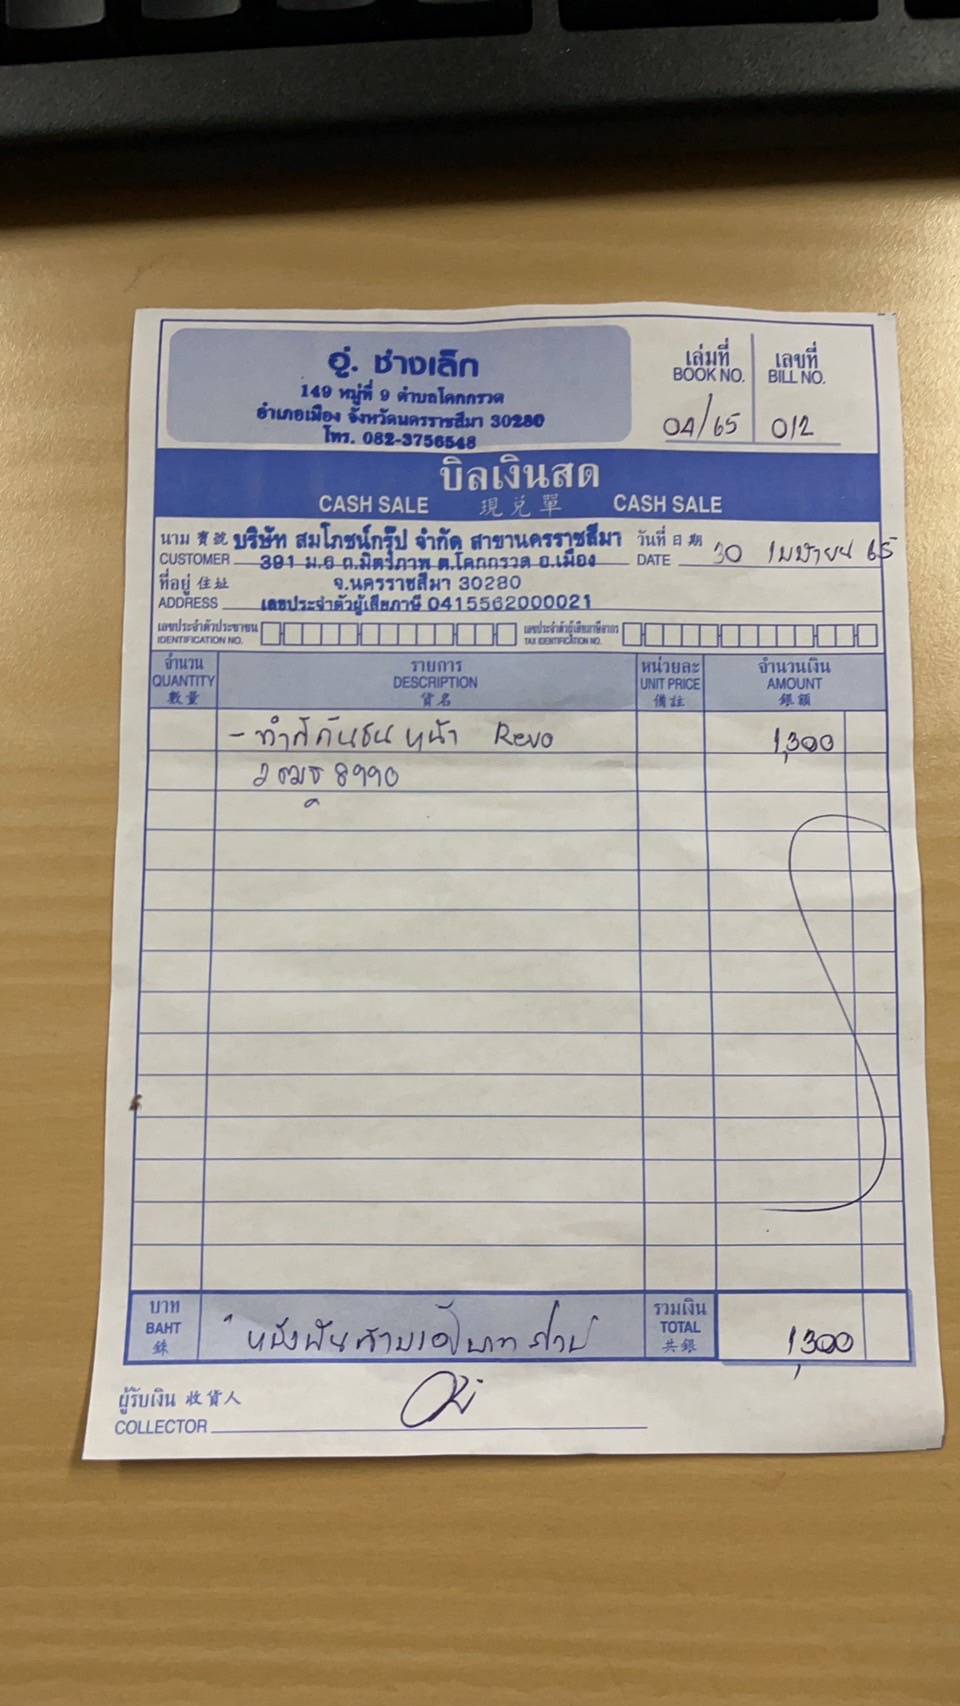 อู่. ช่างเล็ก
149 หมู่ที่ 9 ตำบลโคกกรวด
อำเภอเมือง จังหวัดนครราชสีมา 30280
โทร. 082-3756548
เล่มที่ เลขที่
BOOK NO. BILL NO.
04/65 012
บิลเงินสด
CASH SALE 現兌單 CASH SALE
นาม 寶號 บริษัท สมโภชน์กรุ๊ป จำกัด สาขานครราชสีมา วันที่ 日期
CUSTOMER 391 ม.6 ถ.มิตรภาพ ต.โคกกรวด อ.เมือง DATE 30 เมษายน 65
ที่อยู่ 住址 จ.นครราชสีมา 30280
ADDRESS เลขประจำตัวผู้เสียภาษี 0415562000021
เลขประจำตัวประชาชน เลขประจำตัวผู้เสียภาษีอากร
IDENTIFICATION NO. TAX IDENTIFICATION NO.
จำนวน รายการ หน่วยละ จำนวนเงิน
QUANTITY DESCRIPTION UNIT PRICE AMOUNT
數量 貨名 備註 銀額
- ทำสีกันชนหน้า Revo 1,300
8990
บาท รวมเงิน
BAHT หนึ่งพันสามร้อยบาทถ้วน TOTAL 1,300
銖 共銀
ผู้รับเงิน 收貨人
COLLECTOR